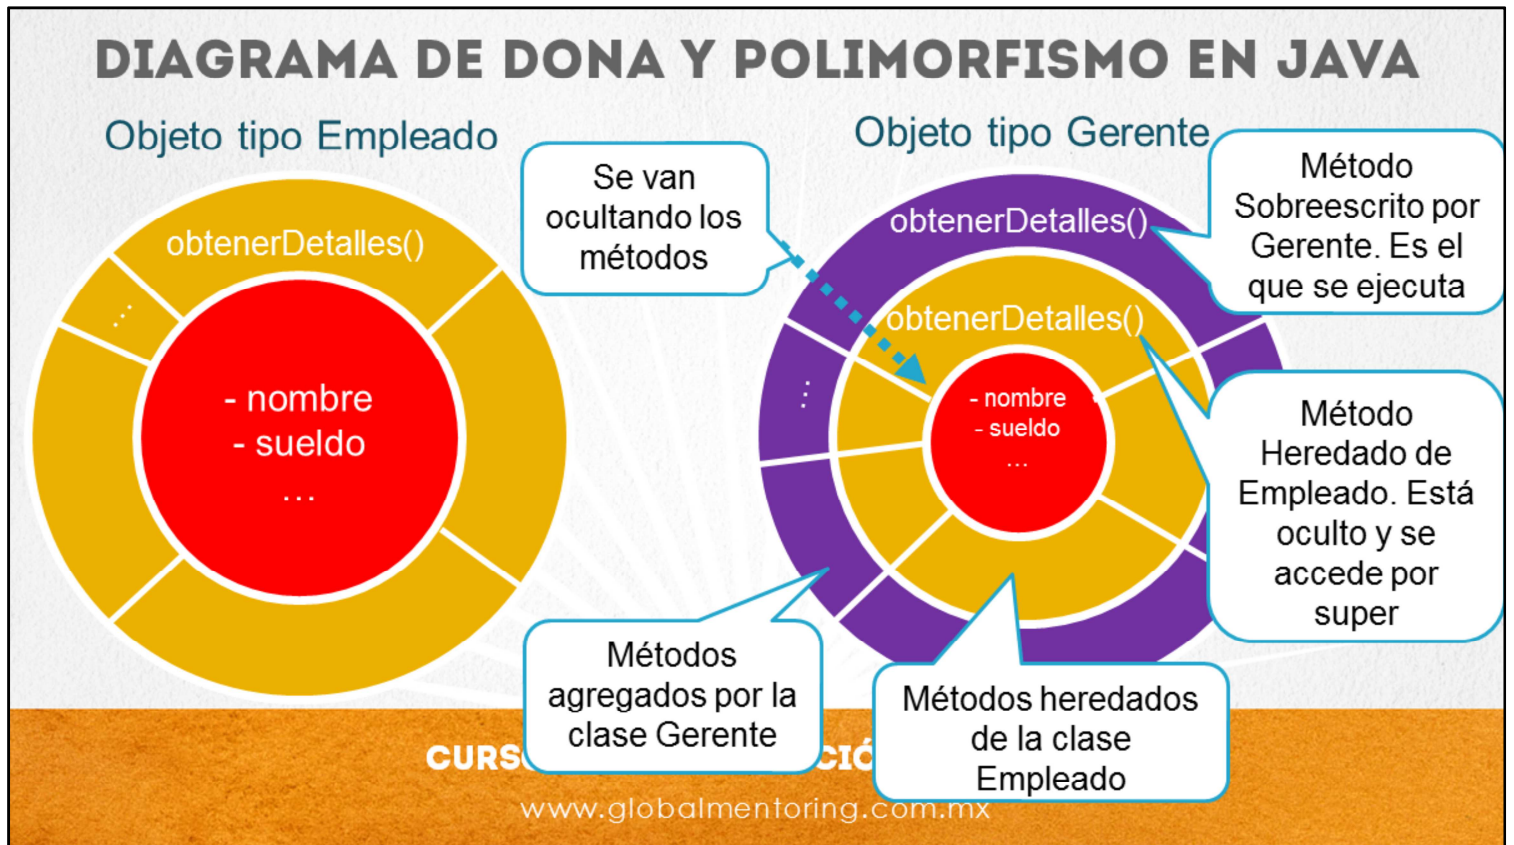 DIAGRAMA DE DONA Y POLIMORFISMO EN JAVA
Objeto tipo Empleado
obtenerDetalles()
...
- nombre
- sueldo
...
Se van
ocultando los
métodos
Objeto tipo Gerente
obtenerDetalles()
obtenerDetalles()
...
- nombre
- sueldo
...
Método
Sobreescrito por
Gerente. Es el
que se ejecuta
Método
Heredado de
Empleado. Está
oculto y se
accede por
super
Métodos
agregados por la
clase Gerente
Métodos heredados
de la clase
Empleado
www.globalmentoring.com.mx